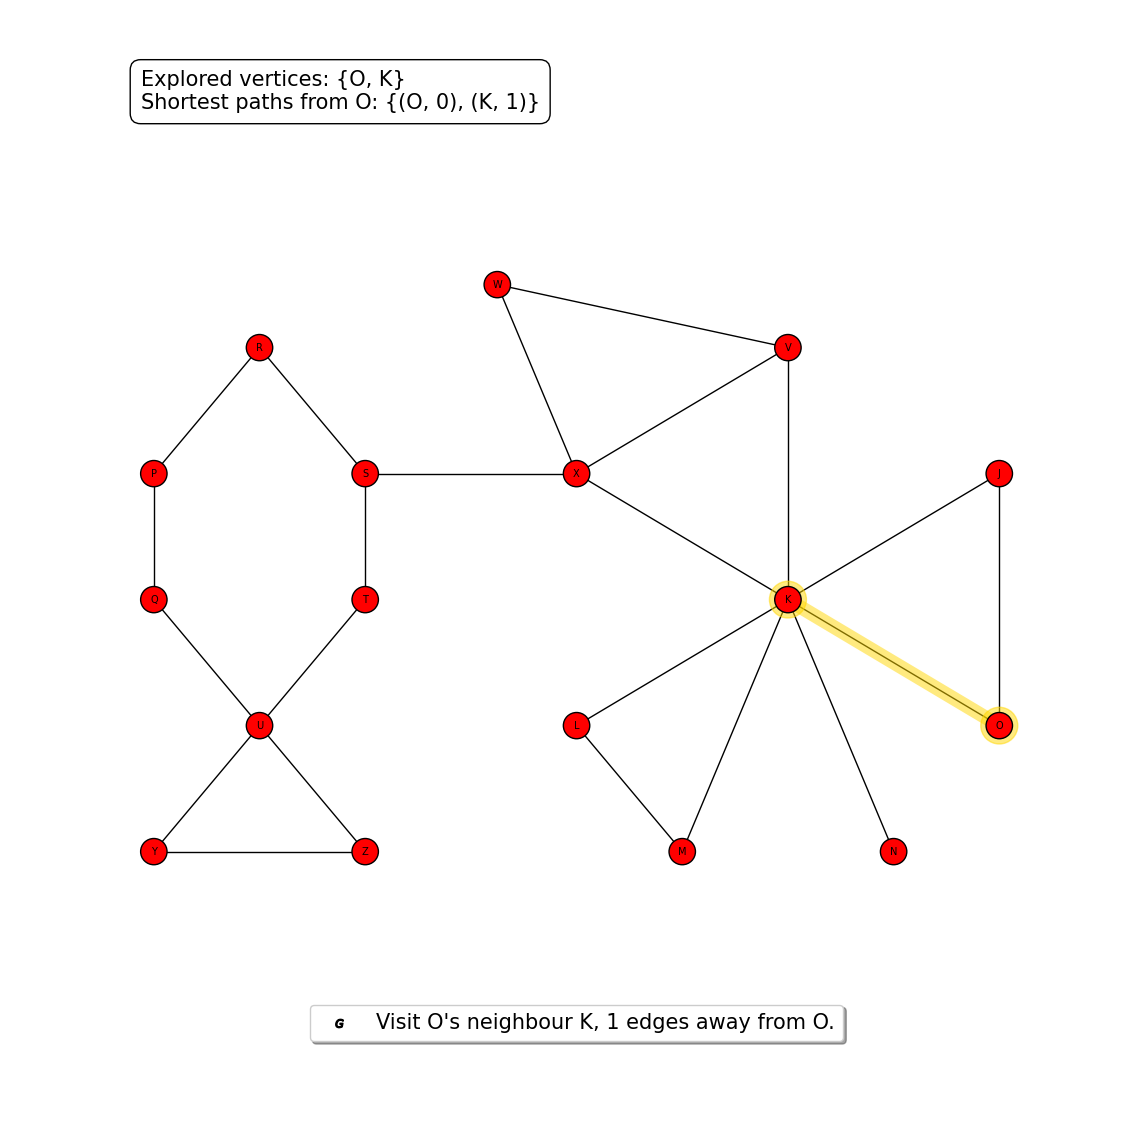 Explored vertices: {O, K}
Shortest paths from O: {(O, 0), (K, 1)}
W
R
V
P
S
X
J
Q
T
K
L
U
O
Y
Z
M
N
G Visit O's neighbour K, 1 edges away from O.